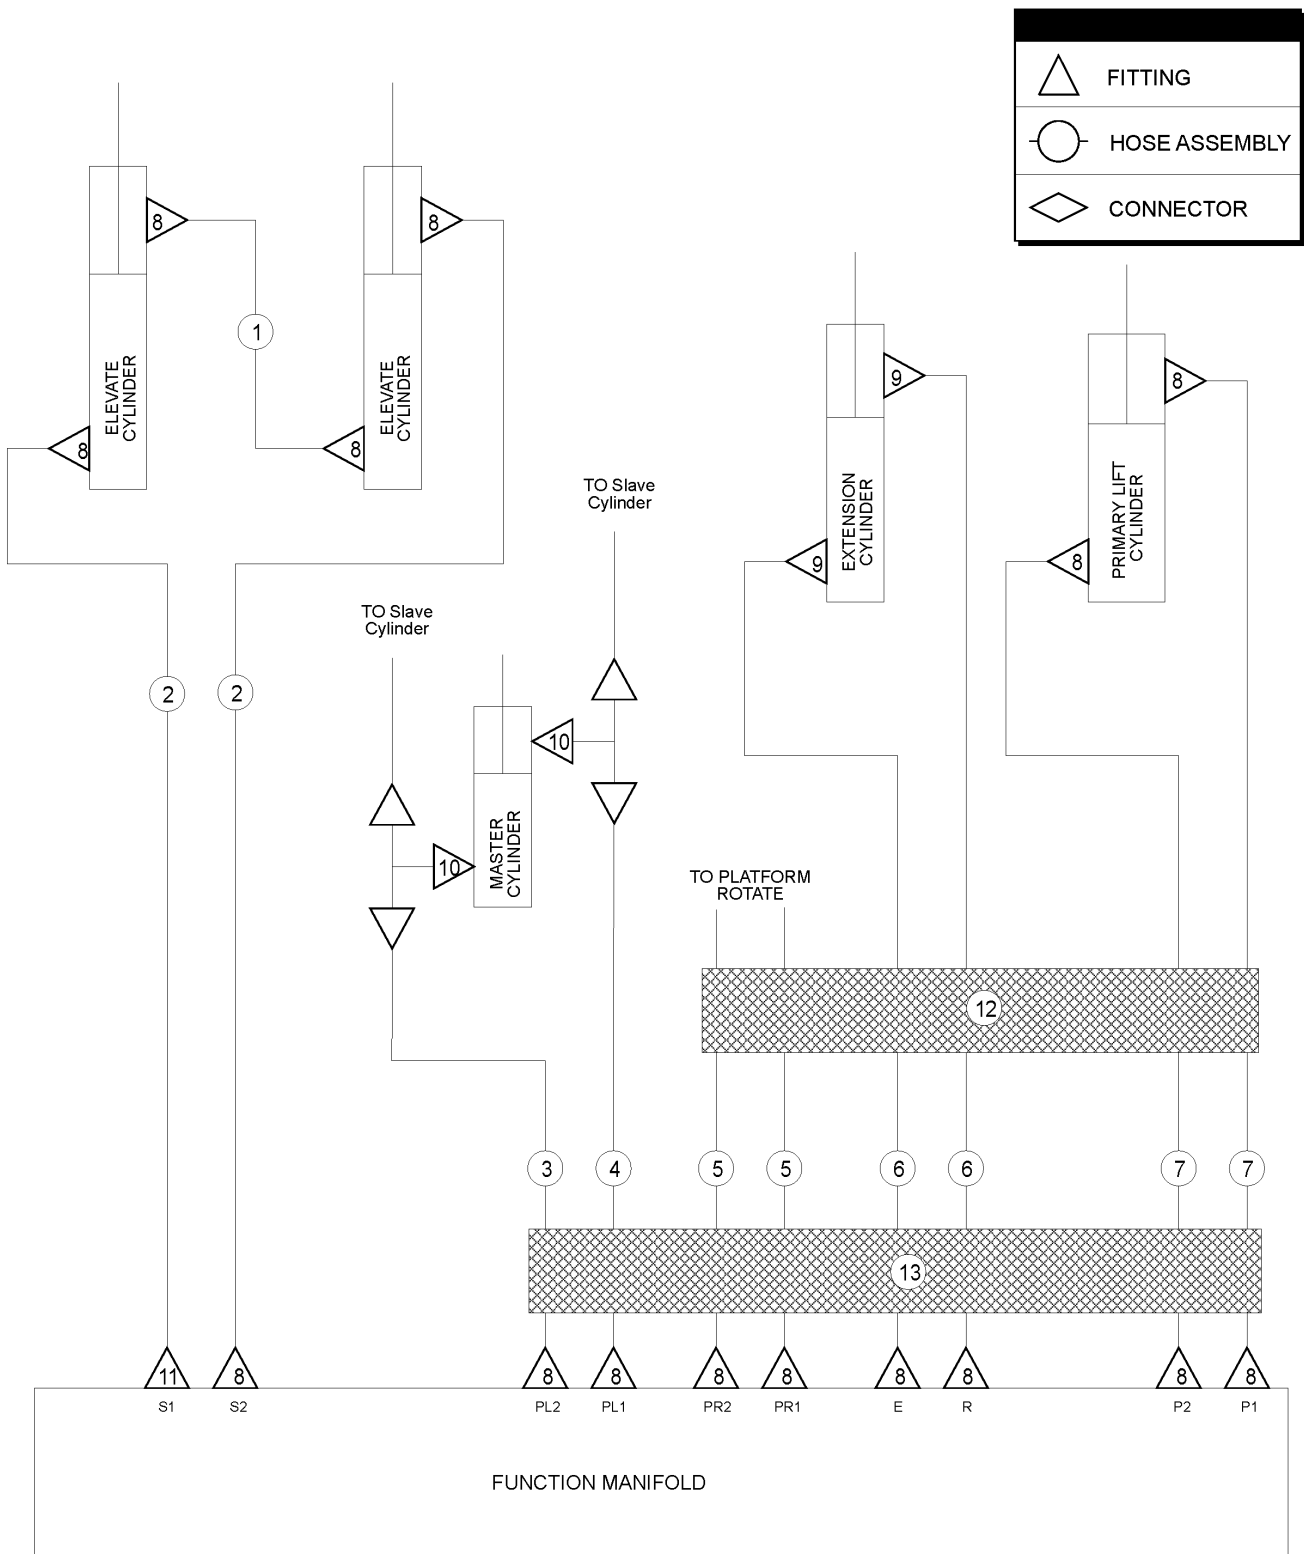 FITTING
HOSE ASSEMBLY
CONNECTOR
8
8
1
ELEVATE
CYLINDER
ELEVATE
CYLINDER
8
8
9
8
EXTENSION
CYLINDER
PRIMARY LIFT
CYLINDER
9
8
TO Slave
Cylinder
TO Slave
Cylinder
2
2
10
MASTER
CYLINDER
10
TO PLATFORM
ROTATE
12
3
4
5
5
6
6
7
7
13
11
8
8
8
8
8
8
8
8
8
S1
S2
PL2
PL1
PR2
PR1
E
R
P2
P1
FUNCTION MANIFOLD